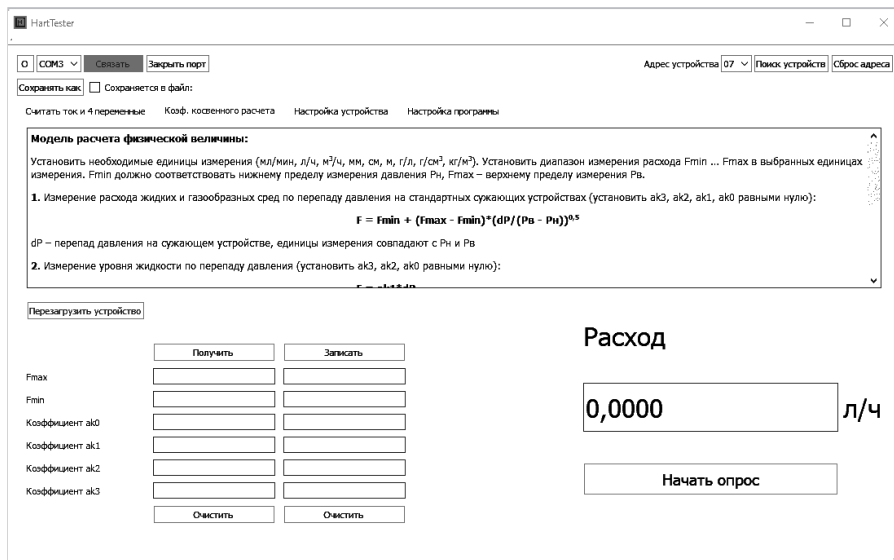 HartTester
О COM3 Связать Закрыть порт Адрес устройства 07 Поиск устройств Сброс адреса
Сохранять как Сохраняется в файл:
Считать ток и 4 переменные Коэф. косвенного расчета Настройка устройства Настройка программы
Модель расчета физической величины:
Установить необходимые единицы измерения (мл/мин, л/ч, м³/ч, мм, см, м, г/л, г/см³, кг/м³). Установить диапазон измерения расхода Fmin ... Fmax в выбранных единицах
измерения. Fmin должно соответствовать нижнему пределу измерения давления Рн, Fmax – верхнему пределу измерения Рв.
1. Измерение расхода жидких и газообразных сред по перепаду давления на стандартных сужающих устройствах (установить ak3, ak2, ak1, ak0 равными нулю):
F = Fmin + (Fmax - Fmin)*(dP/(Рв - Рн))⁰·⁵
dP – перепад давления на сужающем устройстве, единицы измерения совпадают с Рн и Рв
2. Измерение уровня жидкости по перепаду давления (установить ak3, ak2, ak0 равными нулю):
F = ak1*dP
Перезагрузить устройство
Расход
Получить Записать
Fmax
Fmin
0,0000 л/ч
Коэффициент ak0
Коэффициент ak1
Коэффициент ak2
Начать опрос
Коэффициент ak3
Очистить Очистить